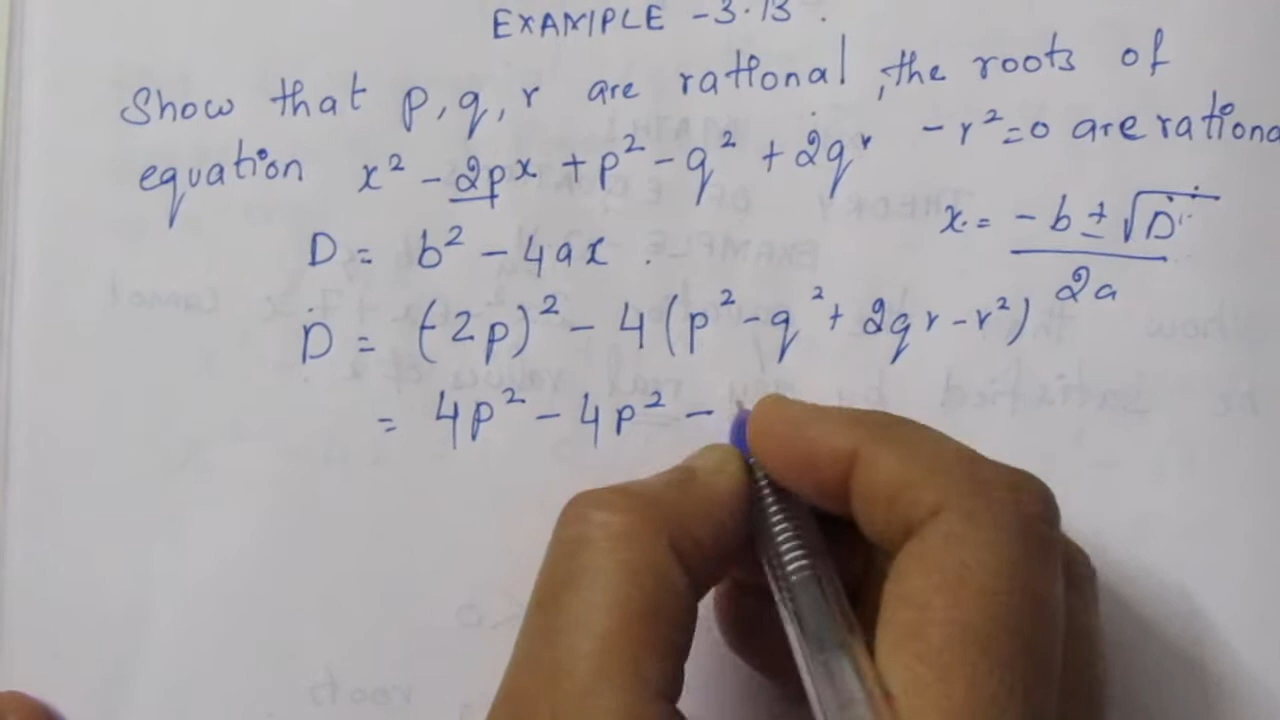 EXAMPLE - 3.13.
Show that p, q, r are rational, the roots of
equation x² - 2px + p² - q² + 2qr - r² = 0 are rationa
x = -b ± √D
2a
D = b² - 4ac.
D = (-2p)² - 4(p² - q² + 2qr - r²)
= 4p² - 4p² -